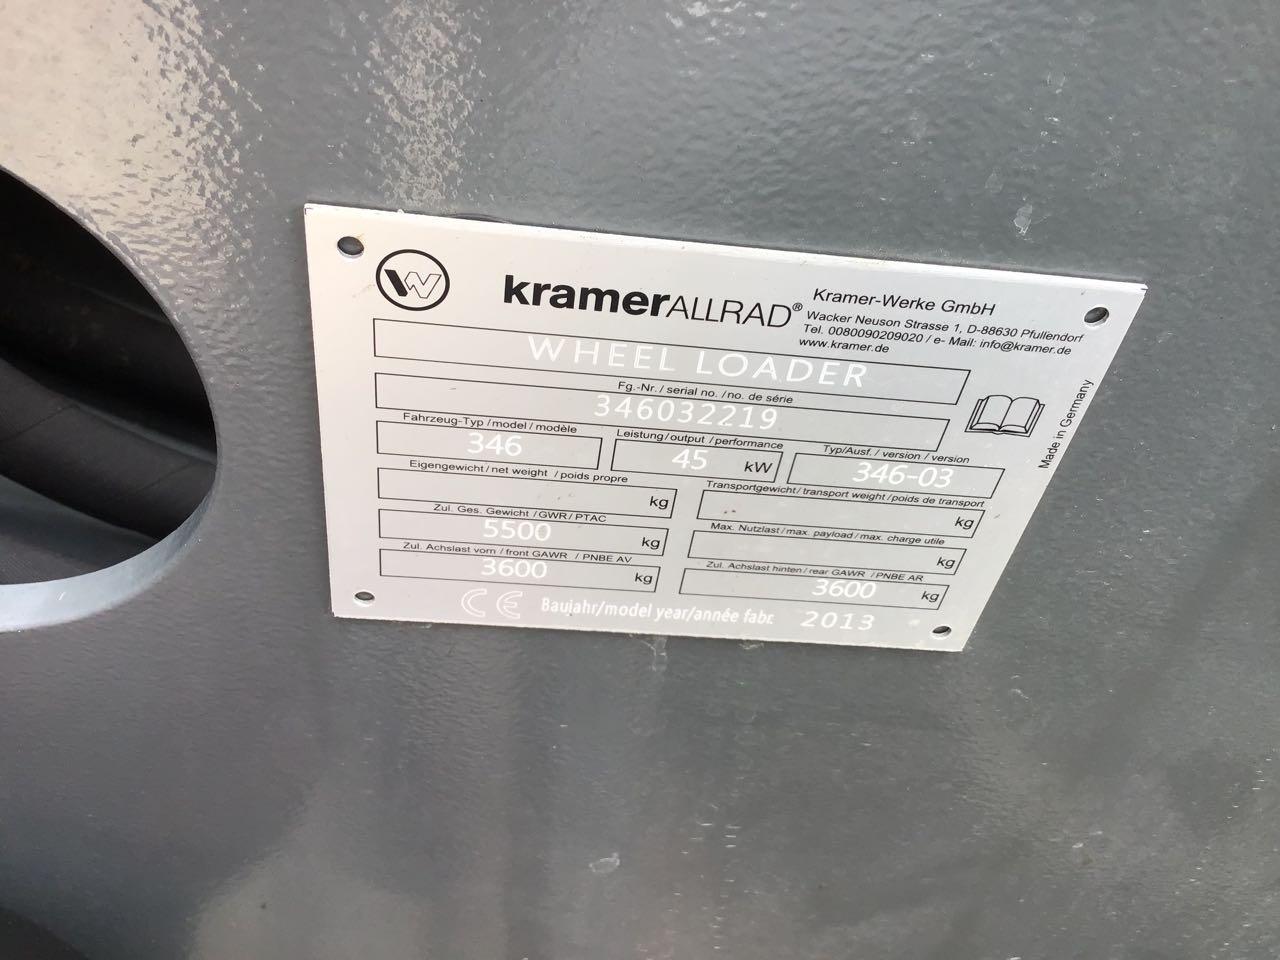 W
kramerALLRAD®
Kramer-Werke GmbH
Wacker Neuson Strasse 1, D-88630 Pfullendorf
Tel. 0080090209020 / e- Mail: info@kramer.de
www.kramer.de
WHEEL LOADER
Fg.-Nr. / serial no. / no. de série
346032219
Fahrzeug-Typ / model / modèle
346
Leistung / output / performance
45 kW
Typ/Ausf. / version / version
346-03
Made in Germany
Eigengewicht / net weight / poids propre
kg
Transportgewicht / transport weight / poids de transport
kg
Zul. Ges. Gewicht / GWR / PTAC
5500 kg
Max. Nutzlast / max. payload / max. charge utile
kg
Zul. Achslast vorn / front GAWR / PNBE AV
3600 kg
Zul. Achslast hinten / rear GAWR / PNBE AR
3600 kg
CE Baujahr/model year/année fabr. 2013